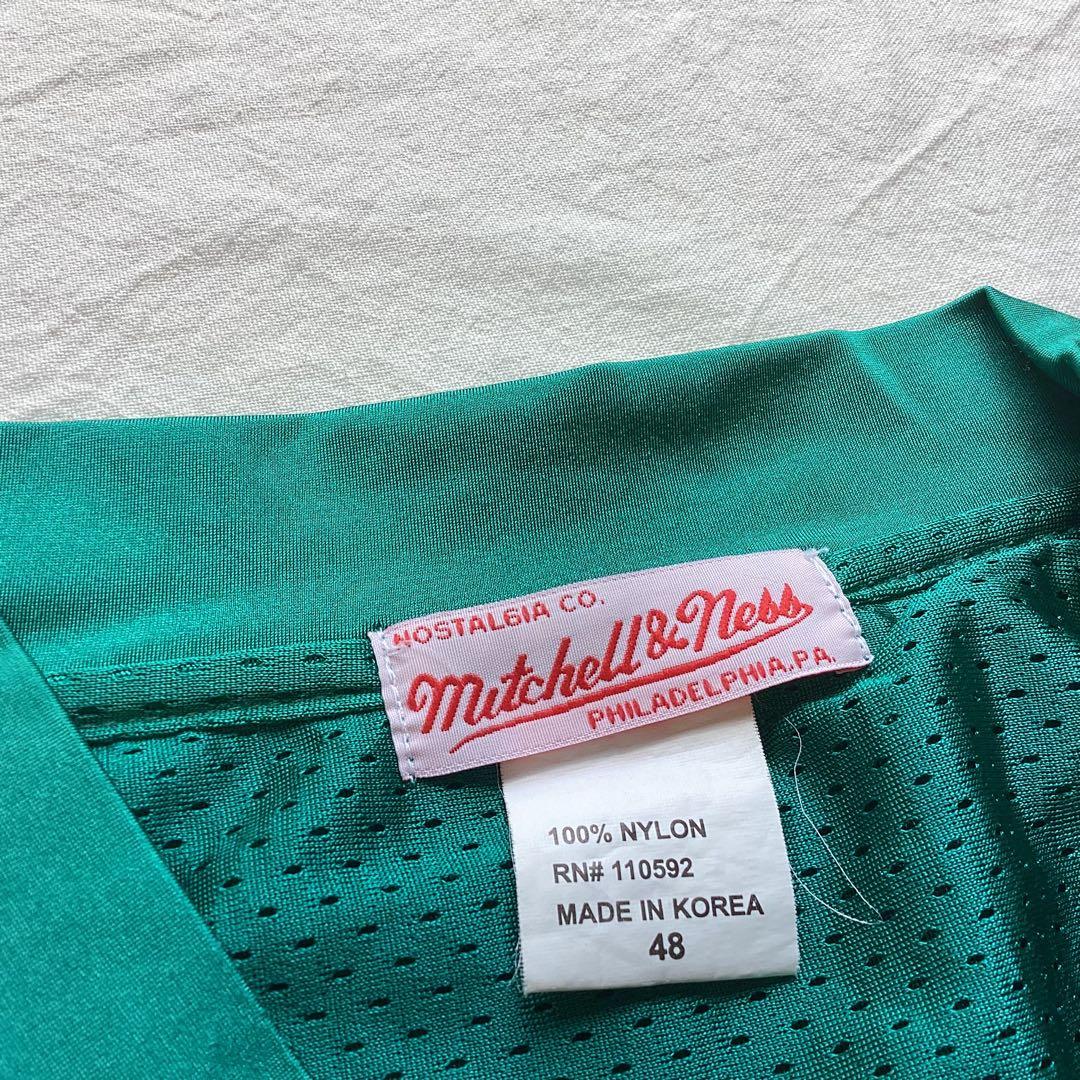 NOSTALGIA CO.
Mitchell & Ness
PHILADELPHIA, PA.
100% NYLON
RN# 110592
MADE IN KOREA
48